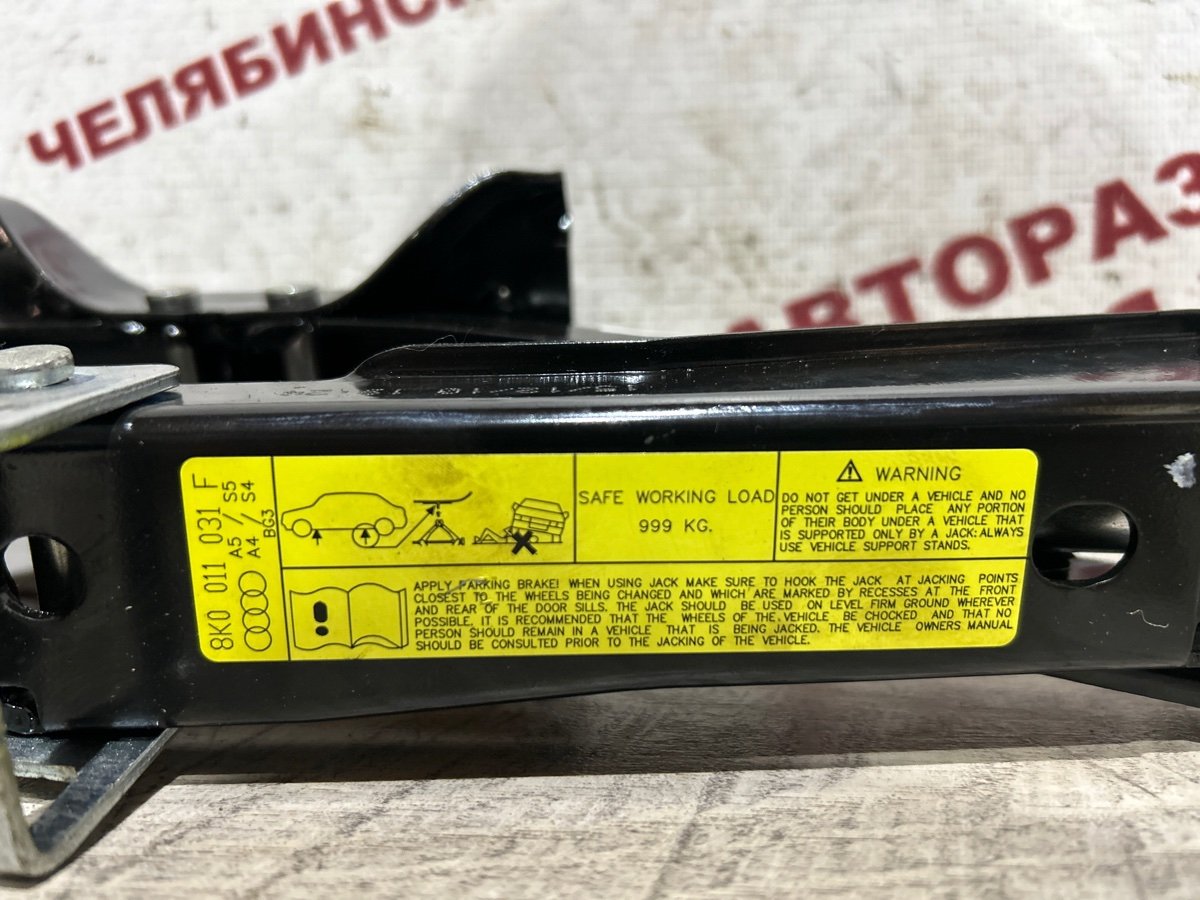 ЧЕЛЯБИНС
АВТОРАЗ
8K0 011 031 F
A5 / S5
A4 / S4
BG3
SAFE WORKING LOAD
999 KG.
WARNING
DO NOT GET UNDER A VEHICLE AND NO
PERSON SHOULD PLACE ANY PORTION
OF THEIR BODY UNDER A VEHICLE THAT
IS SUPPORTED ONLY BY A JACK: ALWAYS
USE VEHICLE SUPPORT STANDS.
APPLY PARKING BRAKE! WHEN USING JACK MAKE SURE TO HOOK THE JACK AT JACKING POINTS
CLOSEST TO THE WHEELS BEING CHANGED AND WHICH ARE MARKED BY RECESSES AT THE FRONT
AND REAR OF THE DOOR SILLS. THE JACK SHOULD BE USED ON LEVEL FIRM GROUND WHEREVER
POSSIBLE, IT IS RECOMMENDED THAT THE WHEELS OF THE VEHICLE BE CHOCKED AND THAT NO
PERSON SHOULD REMAIN IN A VEHICLE THAT IS BEING JACKED. THE VEHICLE OWNERS MANUAL
SHOULD BE CONSULTED PRIOR TO THE JACKING OF THE VEHICLE.